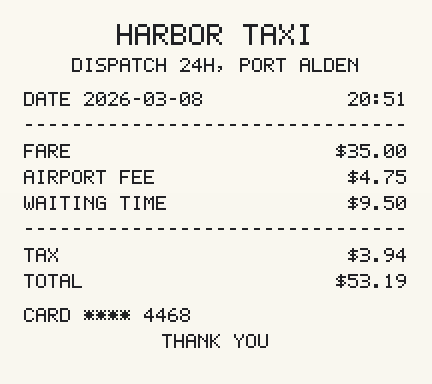 HARBOR TAXI
DISPATCH 24H, PORT ALDEN
DATE 2026-03-08 20:51
--------------------------------
FARE $35.00
AIRPORT FEE $4.75
WAITING TIME $9.50
--------------------------------
TAX $3.94
TOTAL $53.19
CARD **** 4468
THANK YOU